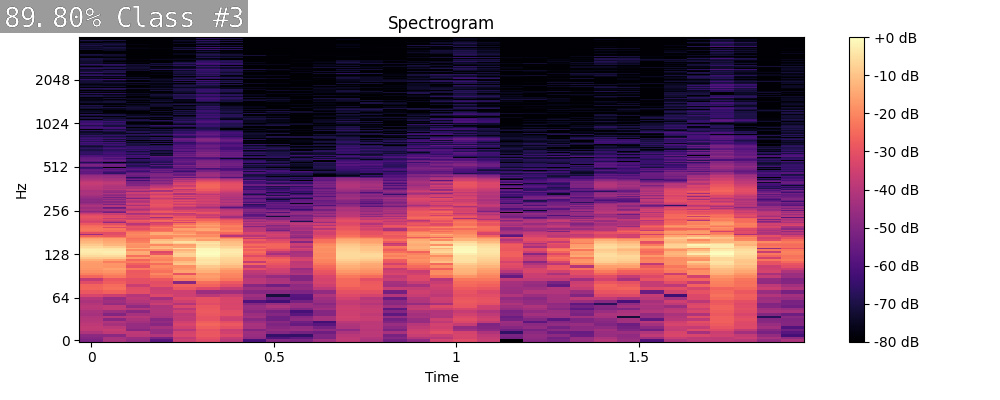 89.80% Class #3
Spectrogram
Hz
2048
1024
512
256
128
64
0
0
0.5
1
1.5
Time
+0 dB
-10 dB
-20 dB
-30 dB
-40 dB
-50 dB
-60 dB
-70 dB
-80 dB